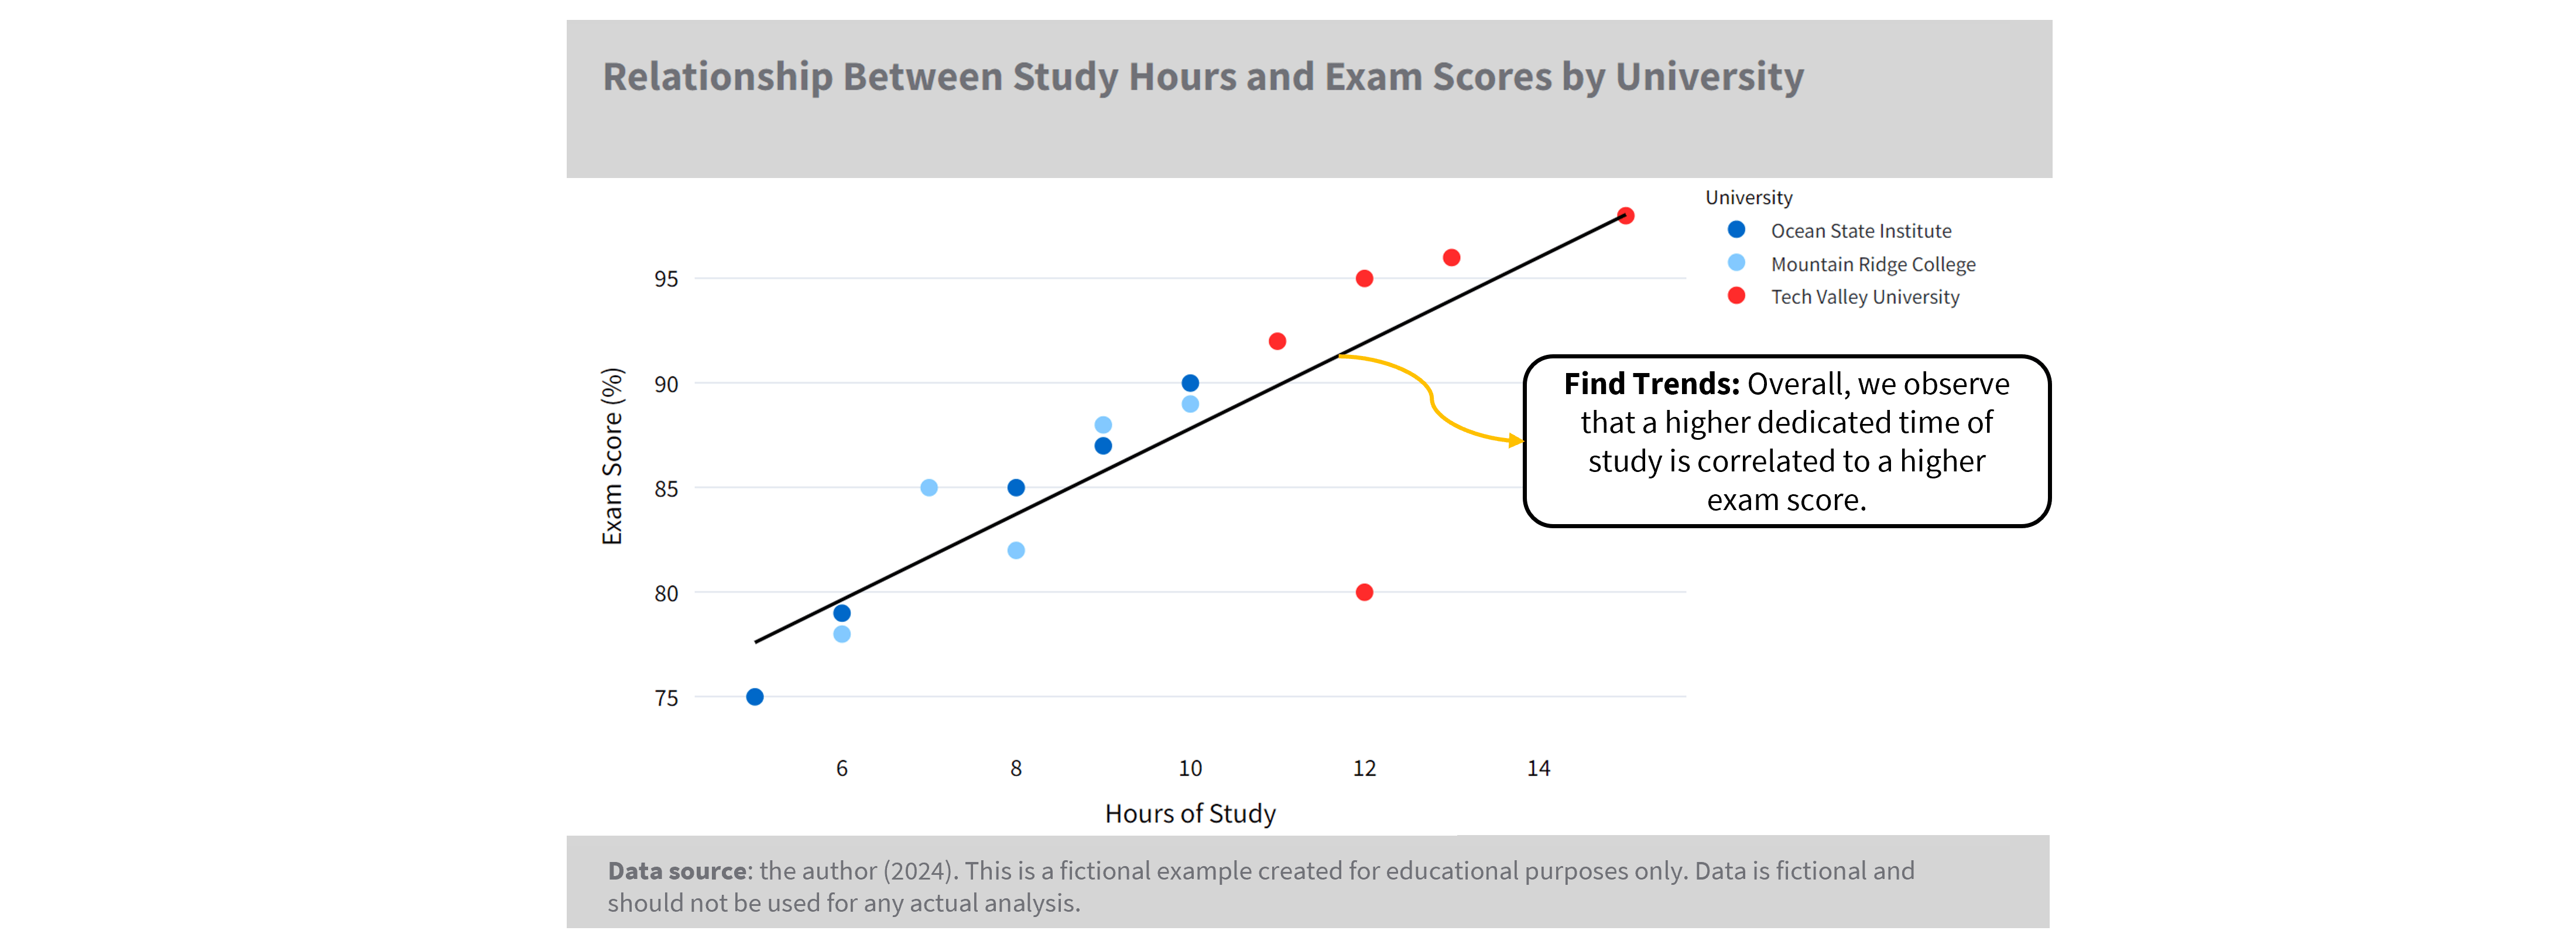 Relationship Between Study Hours and Exam Scores by University
University
Ocean State Institute
Mountain Ridge College
Tech Valley University
95
90
85
80
75
Exam Score (%)
Find Trends: Overall, we observe
that a higher dedicated time of
study is correlated to a higher
exam score.
6
8
10
12
14
Hours of Study
Data source: the author (2024). This is a fictional example created for educational purposes only. Data is fictional and
should not be used for any actual analysis.